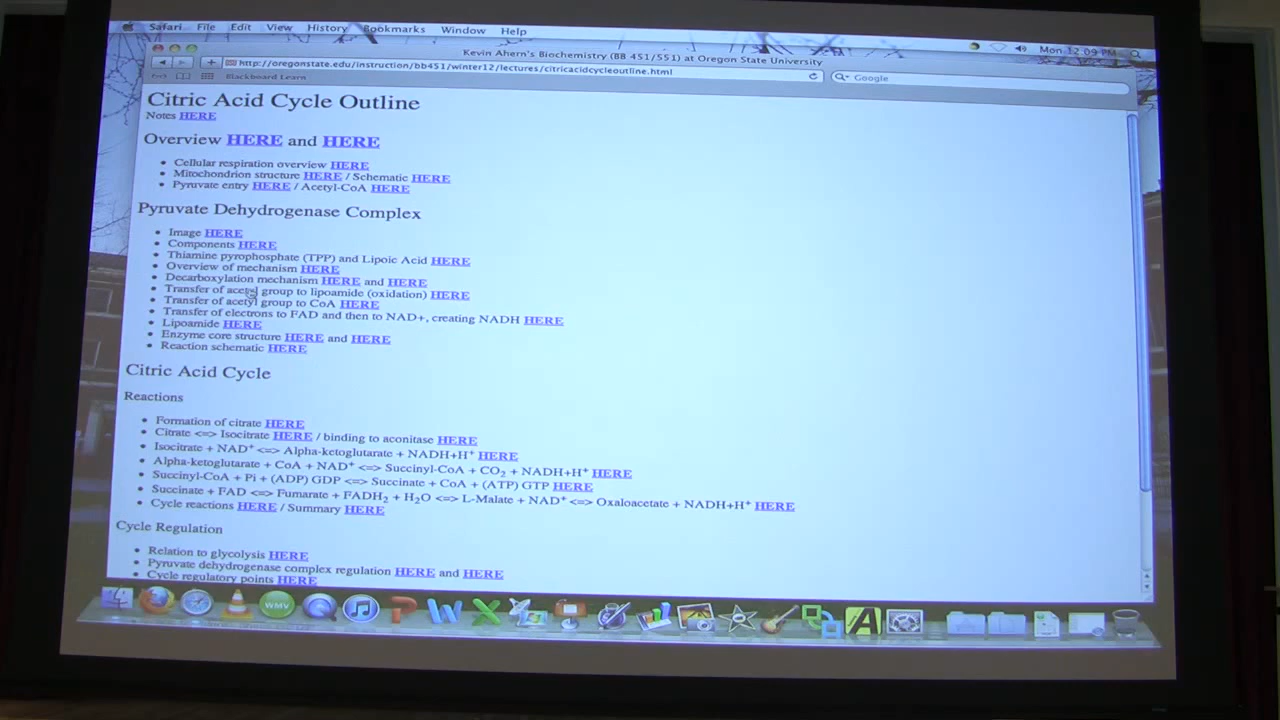 Safari File Edit View History Bookmarks Window Help Mon 12:09 PM
Kevin Ahern's Biochemistry (BB 451/551) at Oregon State University
http://oregonstate.edu/instruction/bb451/winter12/lectures/citricacidcycleoutline.html Google
Blackboard Learn
Citric Acid Cycle Outline
Notes HERE
Overview HERE and HERE
• Cellular respiration overview HERE
• Mitochondrion structure HERE / Schematic HERE
• Pyruvate entry HERE / Acetyl-CoA HERE
Pyruvate Dehydrogenase Complex
• Image HERE
• Components HERE
• Thiamine pyrophosphate (TPP) and Lipoic Acid HERE
• Overview of mechanism HERE
• Decarboxylation mechanism HERE and HERE
• Transfer of acetyl group to lipoamide (oxidation) HERE
• Transfer of acetyl group to CoA HERE
• Transfer of electrons to FAD and then to NAD+, creating NADH HERE
• Lipoamide HERE
• Enzyme core structure HERE and HERE
• Reaction schematic HERE
Citric Acid Cycle
Reactions
• Formation of citrate HERE
• Citrate <=> Isocitrate HERE / binding to aconitase HERE
• Isocitrate + NAD⁺ <=> Alpha-ketoglutarate + NADH+H⁺ HERE
• Alpha-ketoglutarate + CoA + NAD⁺ <=> Succinyl-CoA + CO₂ + NADH+H⁺ HERE
• Succinyl-CoA + Pi + (ADP) GDP <=> Succinate + CoA + (ATP) GTP HERE
• Succinate + FAD <=> Fumarate + FADH₂ + H₂O <=> L-Malate + NAD⁺ <=> Oxaloacetate + NADH+H⁺ HERE
• Cycle reactions HERE / Summary HERE
Cycle Regulation
• Relation to glycolysis HERE
• Pyruvate dehydrogenase complex regulation HERE and HERE
• Cycle regulatory points HERE
WMV